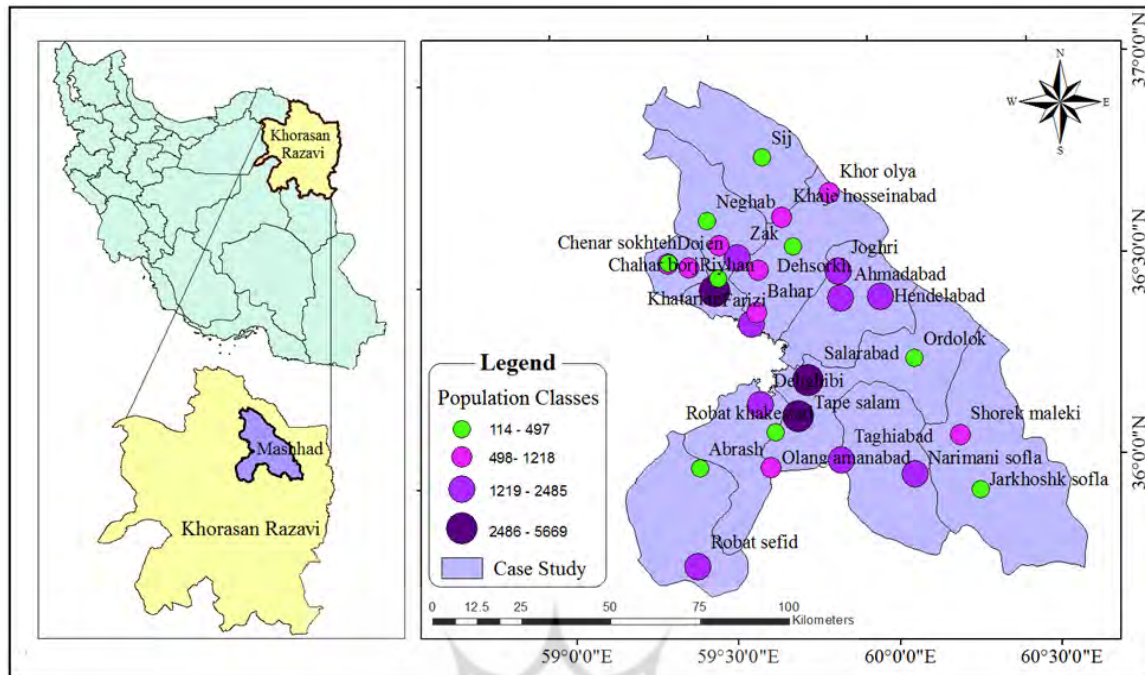 Khorasan
Razavi
Mashhad
Khorasan Razavi
N
W E
S
Sij
Khor olya
Khaje hosseinabad
Neghab
Zak
Chenar sokhteh
Doien
Joghri
Chahar borj
Riyhan
Dehsorkh
Ahmadabad
Khatarlar
Farizi
Bahar
Hendelabad
Salarabad
Ordolok
Dehghibi
Robat khakestari
Tape salam
Shorek maleki
Abrash
Olang amanabad
Taghiabad
Narimani sofla
Jarkhoshk sofla
Robat sefid
Legend
Population Classes
114 - 497
498- 1218
1219 - 2485
2486 - 5669
Case Study
0 12.5 25 50 75 100
Kilometers
37°0'0"N
36°30'0"N
36°0'0"N
59°0'0"E 59°30'0"E 60°0'0"E 60°30'0"E